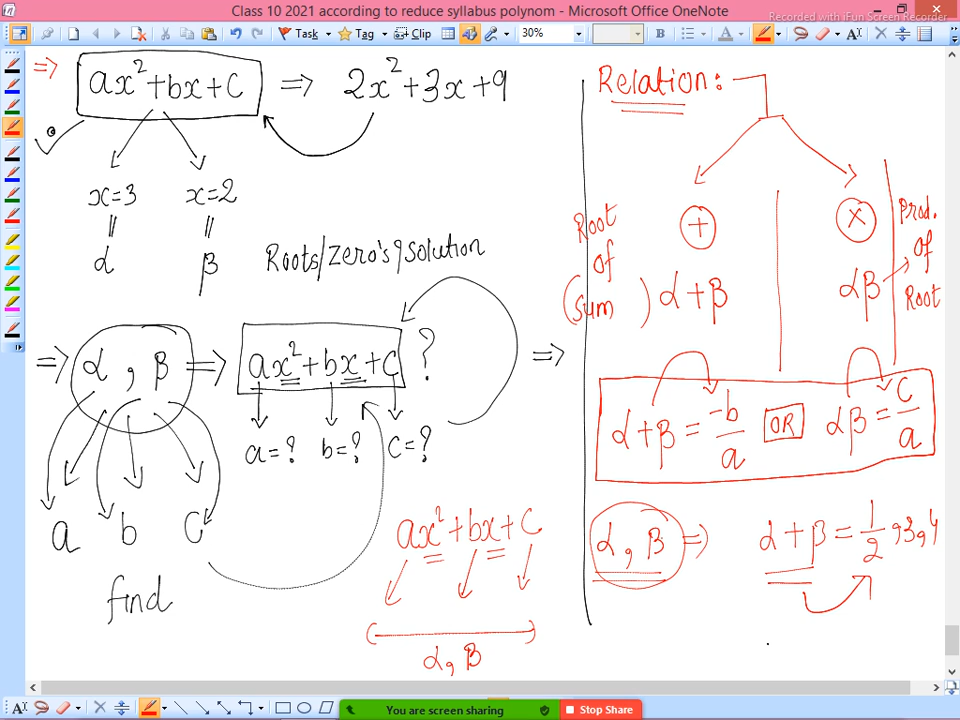 Class 10 2021 according to reduce syllabus polynom - Microsoft Office OneNote
Recorded with iFun Screen Recorder
Task
Tag
Clip
30%
B
A
⇒ ax²+bx+C ⇒ 2x²+3x+9
x=3 x=2
α β
Roots/Zero's/Solution
⇒ α, β ⇒ ax²+bx+C ?
a=? b=? C=?
a b C
find
ax²+bx+C
α, β
Relation:
+ ×
Root of (sum) α+β
αβ Prod. of Root
⇒ α+β = -b/a OR αβ = C/a
α, β ⇒ α+β = 1/2, 3, 4
You are screen sharing
Stop Share